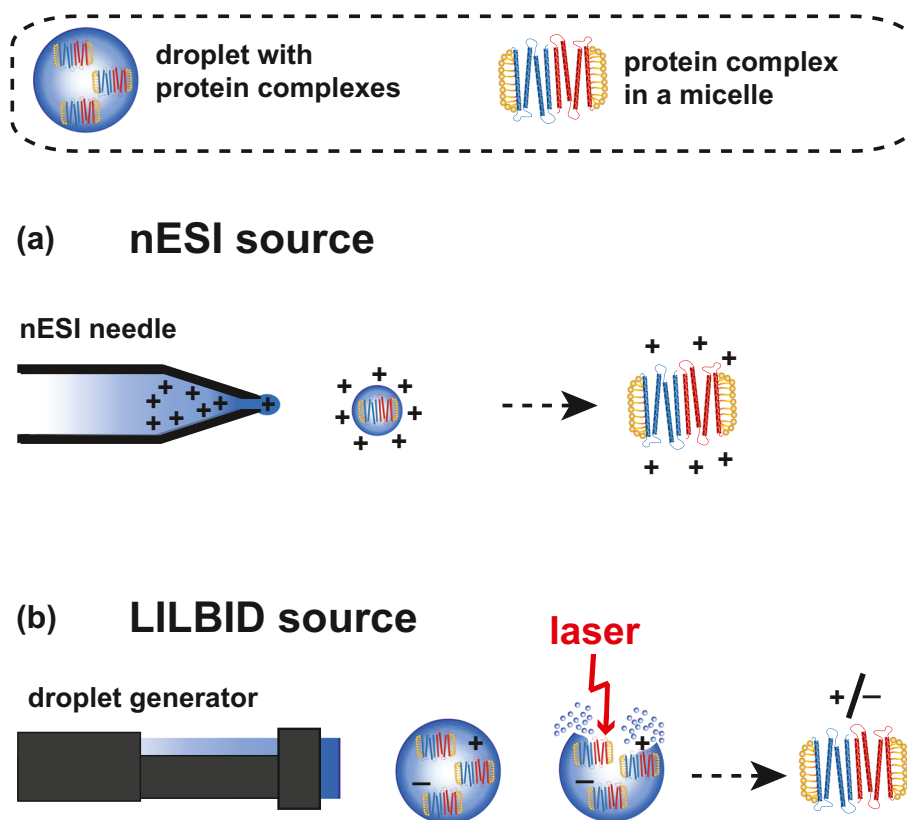 droplet with
protein complexes
protein complex
in a micelle
(a) nESI source
nESI needle
+ + + + + + + +
+ + + + + + +
+ + + + + +
(b) LILBID source
laser
droplet generator
+ −
+ −
+/−